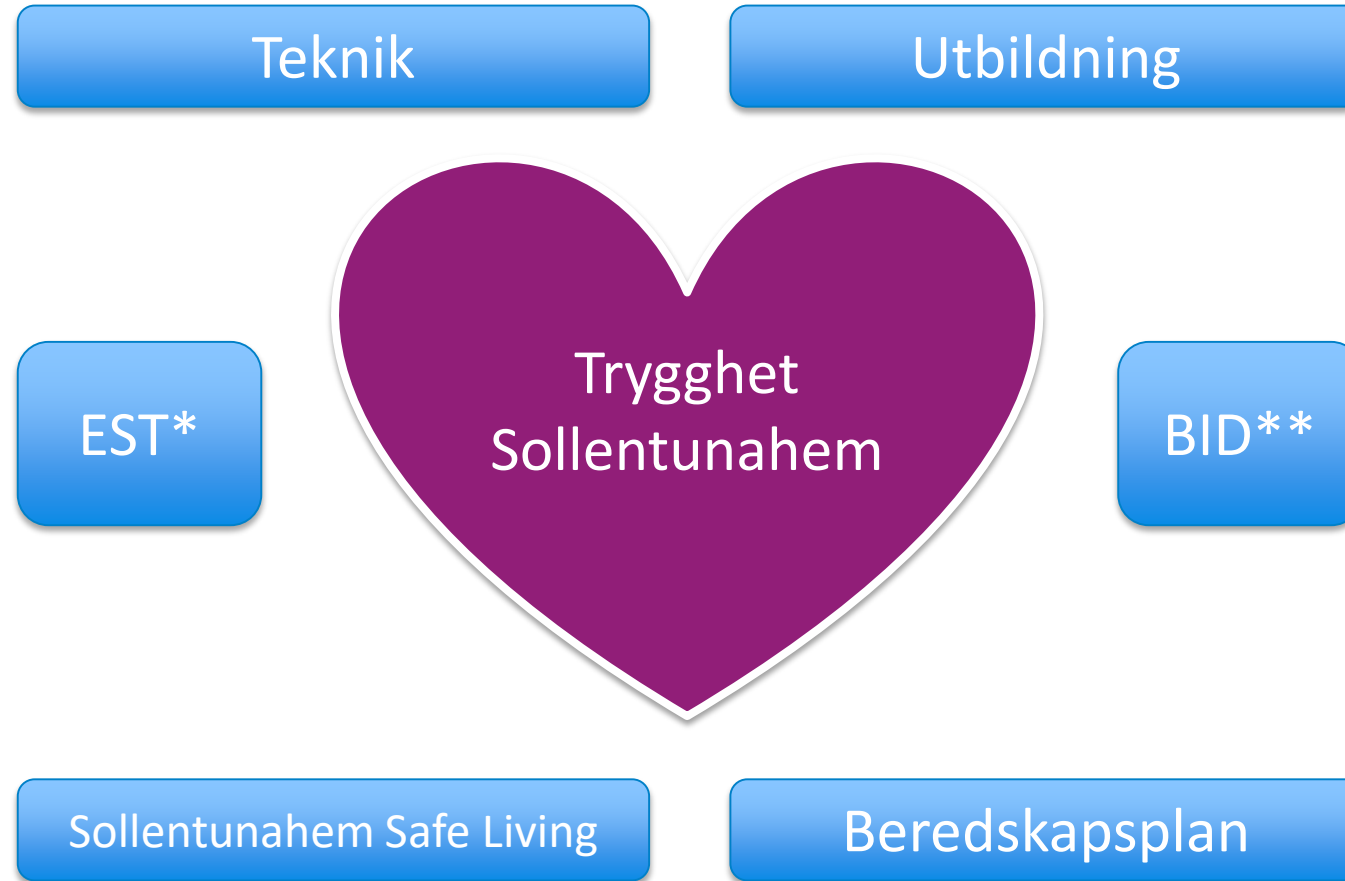 Teknik
Utbildning
Trygghet
Sollentunahem
EST*
BID**
Sollentunahem Safe Living
Beredskapsplan